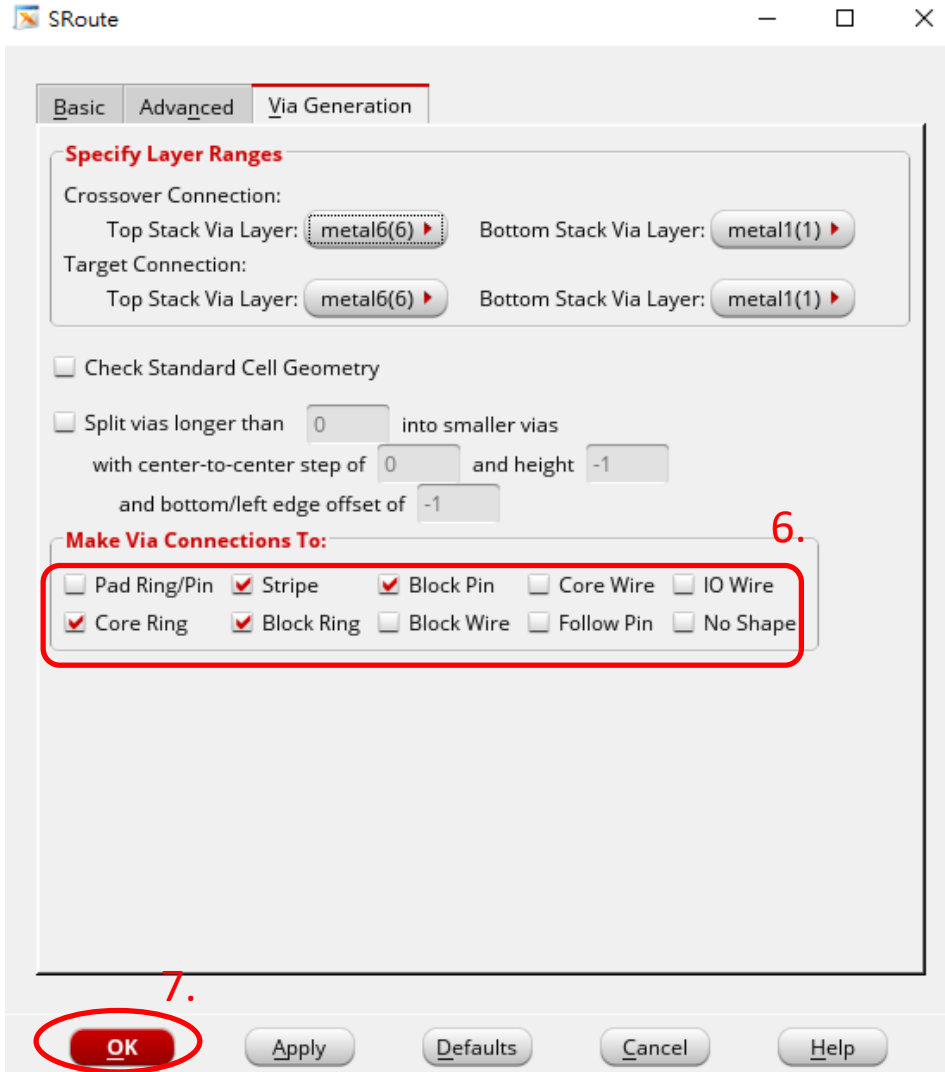 SRoute
Basic Advanced Via Generation
Specify Layer Ranges
Crossover Connection:
Top Stack Via Layer: metal6(6) Bottom Stack Via Layer: metal1(1)
Target Connection:
Top Stack Via Layer: metal6(6) Bottom Stack Via Layer: metal1(1)
Check Standard Cell Geometry
Split vias longer than 0 into smaller vias
with center-to-center step of 0 and height -1
and bottom/left edge offset of -1
6.
Make Via Connections To:
Pad Ring/Pin Stripe Block Pin Core Wire IO Wire
Core Ring Block Ring Block Wire Follow Pin No Shape
7.
OK Apply Defaults Cancel Help